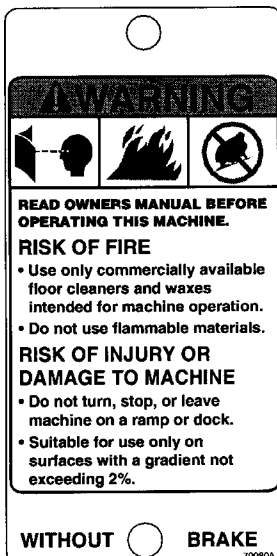 WARNING
READ OWNERS MANUAL BEFORE
OPERATING THIS MACHINE.
RISK OF FIRE
• Use only commercially available
floor cleaners and waxes
intended for machine operation.
• Do not use flammable materials.
RISK OF INJURY OR
DAMAGE TO MACHINE
• Do not turn, stop, or leave
machine on a ramp or dock.
• Suitable for use only on
surfaces with a gradient not
exceeding 2%.
WITHOUT BRAKE